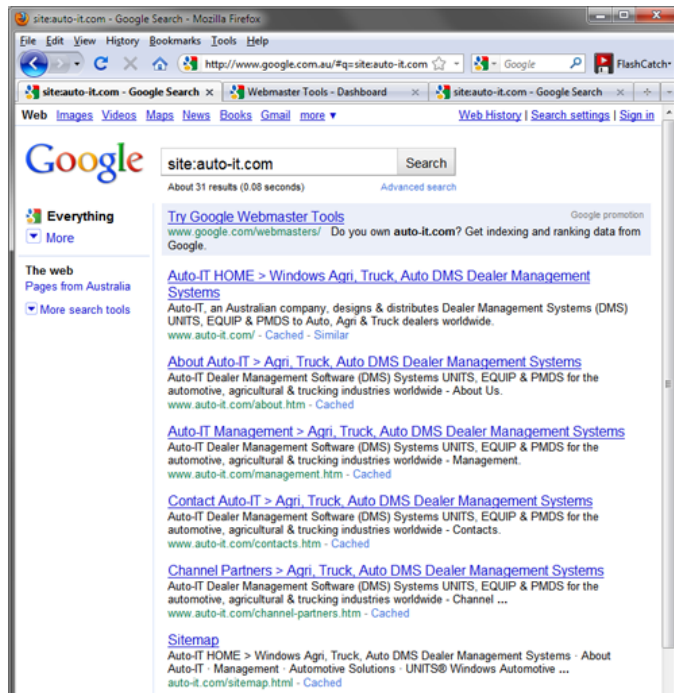 site:auto-it.com - Google Search - Mozilla Firefox
File Edit View History Bookmarks Tools Help
http://www.google.com.au/#q=site:auto-it.com Google FlashCatch
site:auto-it.com - Google Search Webmaster Tools - Dashboard site:auto-it.com - Google Search
Web Images Videos Maps News Books Gmail more ▼ Web History | Search settings | Sign in
Google site:auto-it.com Search
About 31 results (0.08 seconds) Advanced search
Everything
More
The web
Pages from Australia
More search tools
Try Google Webmaster Tools Google promotion
www.google.com/webmasters/ Do you own auto-it.com? Get indexing and ranking data from
Google.
Auto-IT HOME > Windows Agri, Truck, Auto DMS Dealer Management
Systems
Auto-IT, an Australian company, designs & distributes Dealer Management Systems (DMS)
UNITS, EQUIP & PMDS to Auto, Agri & Truck dealers worldwide.
www.auto-it.com/ - Cached - Similar
About Auto-IT > Agri, Truck, Auto DMS Dealer Management Systems
Auto-IT Dealer Management Software (DMS) Systems UNITS, EQUIP & PMDS for the
automotive, agricultural & trucking industries worldwide - About Us.
www.auto-it.com/about.htm - Cached
Auto-IT Management > Agri, Truck, Auto DMS Dealer Management Systems
Auto-IT Dealer Management Software (DMS) Systems UNITS, EQUIP & PMDS for the
automotive, agricultural & trucking industries worldwide - Management.
www.auto-it.com/management.htm - Cached
Contact Auto-IT > Agri, Truck, Auto DMS Dealer Management Systems
Auto-IT Dealer Management Software (DMS) Systems UNITS, EQUIP & PMDS for the
automotive, agricultural & trucking industries worldwide - Contacts.
www.auto-it.com/contacts.htm - Cached
Channel Partners > Agri, Truck, Auto DMS Dealer Management Systems
Auto-IT Dealer Management Software (DMS) Systems UNITS, EQUIP & PMDS for the
automotive, agricultural & trucking industries worldwide - Channel ...
www.auto-it.com/channel-partners.htm - Cached
Sitemap
Auto-IT HOME > Windows Agri, Truck, Auto DMS Dealer Management Systems · About
Auto-IT · Management · Automotive Solutions · UNITS® Windows Automotive ...
auto-it.com/sitemap.html - Cached